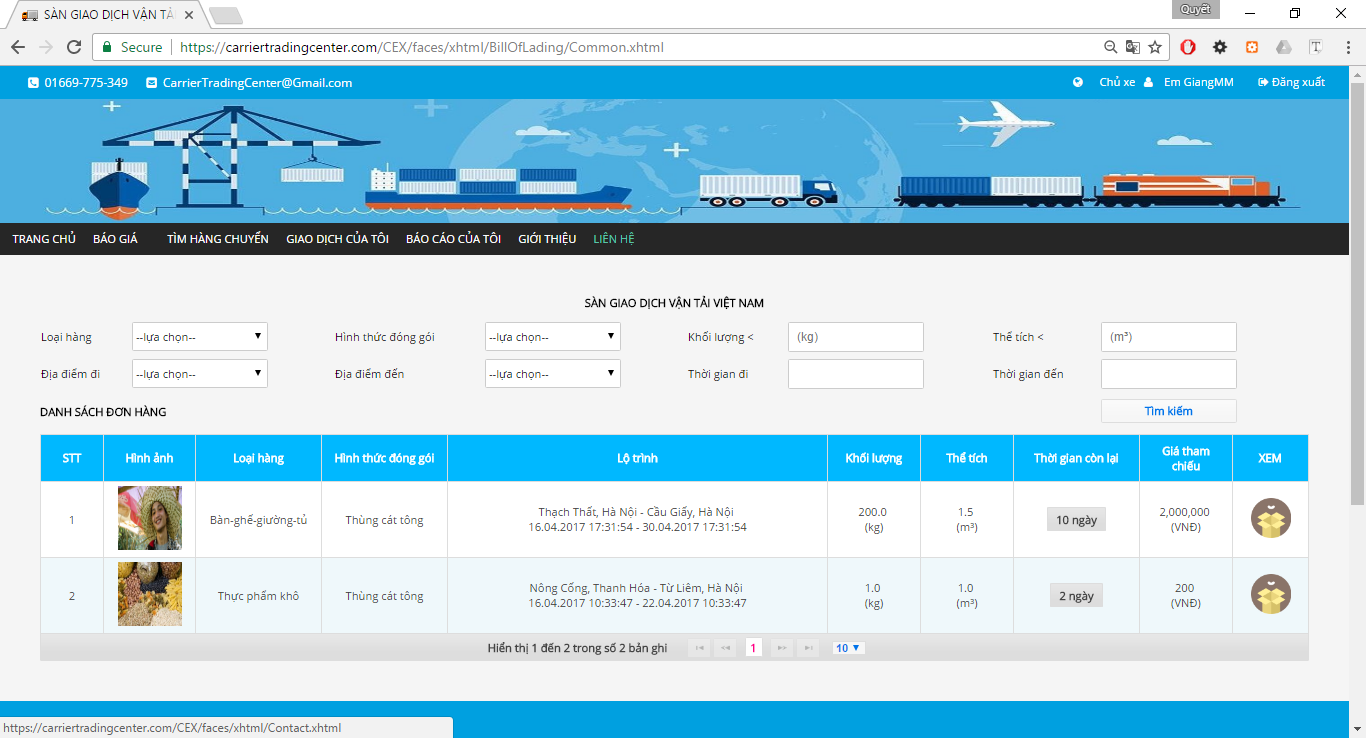 SÀN GIAO DỊCH VẬN TẢ
Quyết
Secure
https://carriertradingcenter.com/CEX/faces/xhtml/BillOfLading/Common.xhtml
01669-775-349 CarrierTradingCenter@Gmail.com Chủ xe Em GiangMM Đăng xuất
TRANG CHỦ BÁO GIÁ TÌM HÀNG CHUYỂN GIAO DỊCH CỦA TÔI BÁO CÁO CỦA TÔI GIỚI THIỆU LIÊN HỆ
SÀN GIAO DỊCH VẬN TẢI VIỆT NAM
Loại hàng --lựa chọn-- Hình thức đóng gói --lựa chọn-- Khối lượng < (kg) Thể tích < (m³)
Địa điểm đi --lựa chọn-- Địa điểm đến --lựa chọn-- Thời gian đi Thời gian đến
DANH SÁCH ĐƠN HÀNG Tìm kiếm
STT Hình ảnh Loại hàng Hình thức đóng gói Lộ trình Khối lượng Thể tích Thời gian còn lại Giá tham chiếu XEM
1 Bàn-ghế-giường-tủ Thùng cát tông Thạch Thất, Hà Nội - Cầu Giấy, Hà Nội 200.0 1.5 10 ngày 2,000,000
16.04.2017 17:31:54 - 30.04.2017 17:31:54 (kg) (m³) (VNĐ)
2 Thực phẩm khô Thùng cát tông Nông Cống, Thanh Hóa - Từ Liêm, Hà Nội 1.0 1.0 2 ngày 200
16.04.2017 10:33:47 - 22.04.2017 10:33:47 (kg) (m³) (VNĐ)
Hiển thị 1 đến 2 trong số 2 bản ghi 1 10
https://carriertradingcenter.com/CEX/faces/xhtml/Contact.xhtml